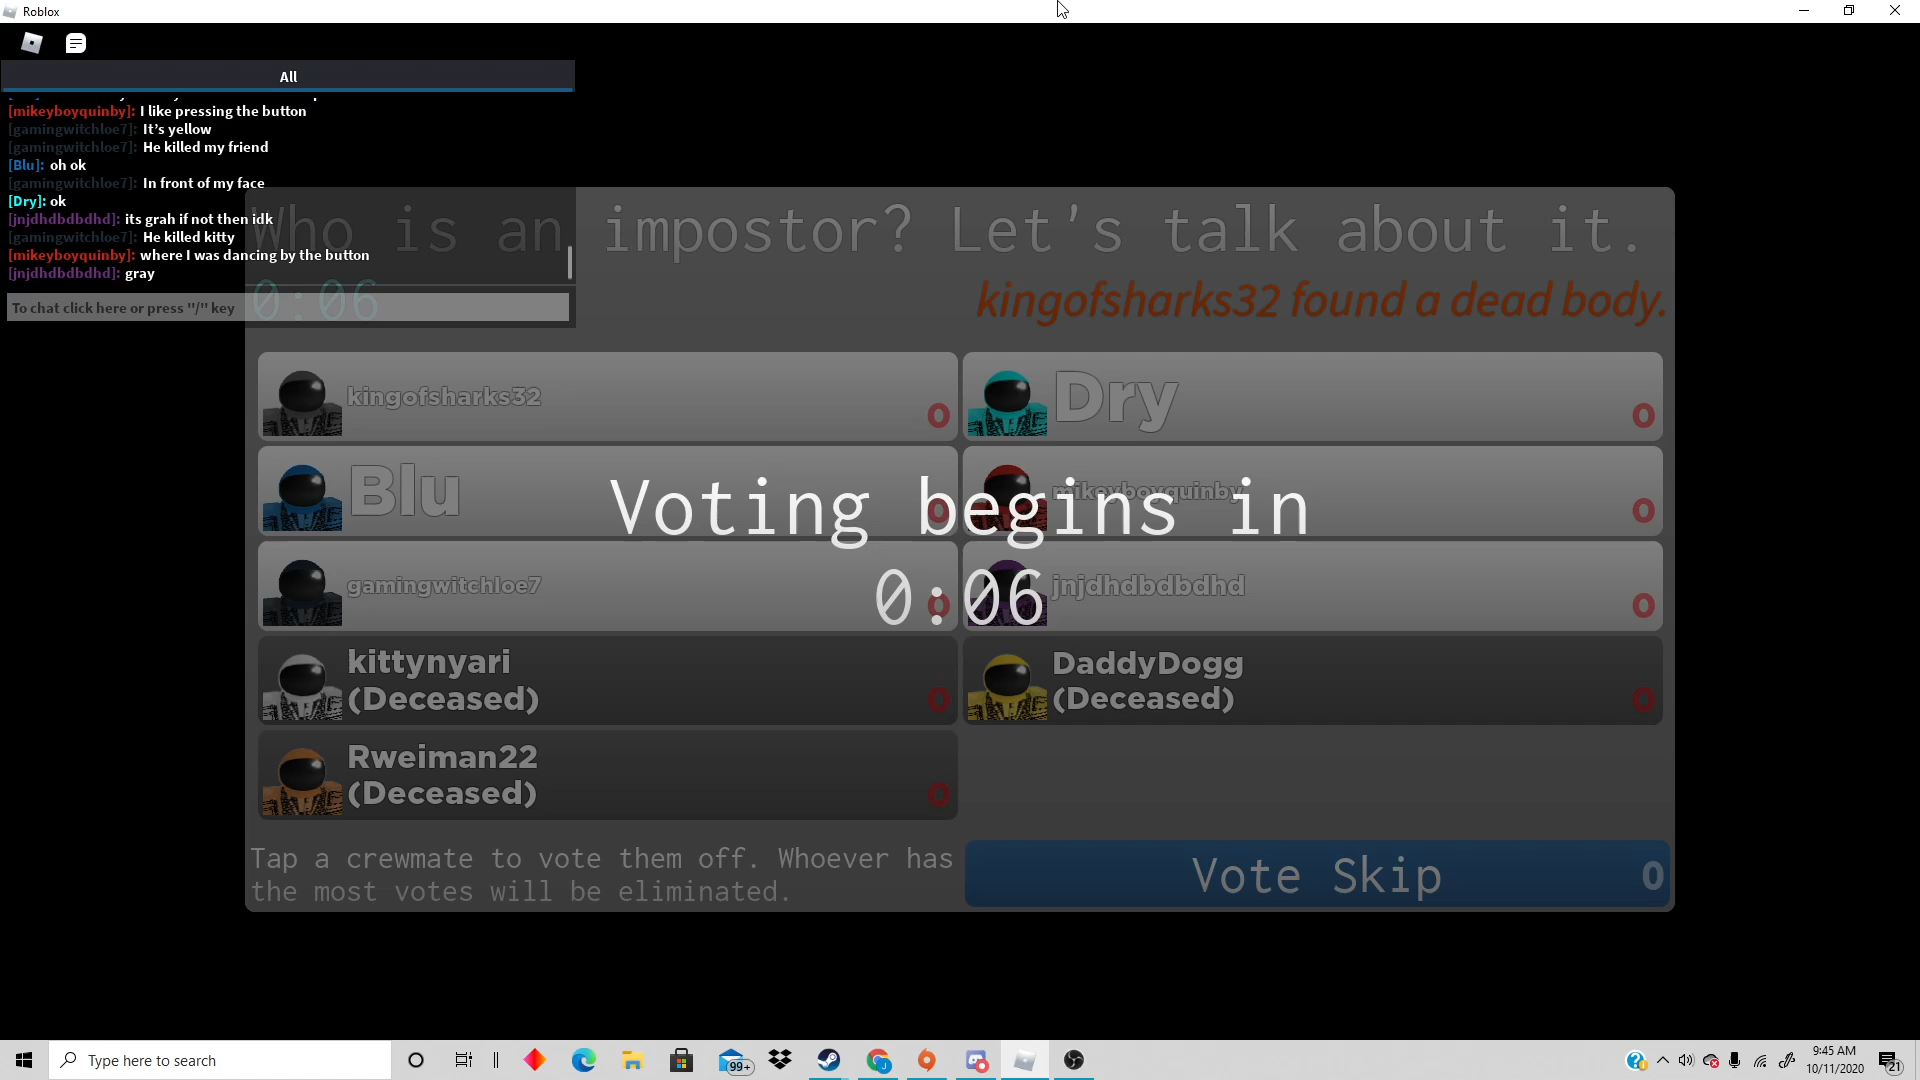 Roblox
All
[mikeyboyquinby]: I like pressing the button
[gamingwitchloe7]: It's yellow
[gamingwitchloe7]: He killed my friend
[Blu]: oh ok
[gamingwitchloe7]: In front of my face
[Dry]: ok
[jnjdhdbdbdhd]: its grah if not then idk
[gamingwitchloe7]: He killed kitty
[mikeyboyquinby]: where I was dancing by the button
[jnjdhdbdbdhd]: gray
To chat click here or press "/" key
Who is an impostor? Let's talk about it.
0:06
kingofsharks32 found a dead body.
kingofsharks32 0
Dry 0
Blu 0
mikeyboyquinby 0
Voting begins in
0:06
gamingwitchloe7 0
jnjdhdbdbdhd 0
kittynyari
(Deceased) 0
DaddyDogg
(Deceased) 0
Rweiman22
(Deceased) 0
Tap a crewmate to vote them off. Whoever has
the most votes will be eliminated.
Vote Skip 0
Type here to search
99+
9:45 AM
10/11/2020
21